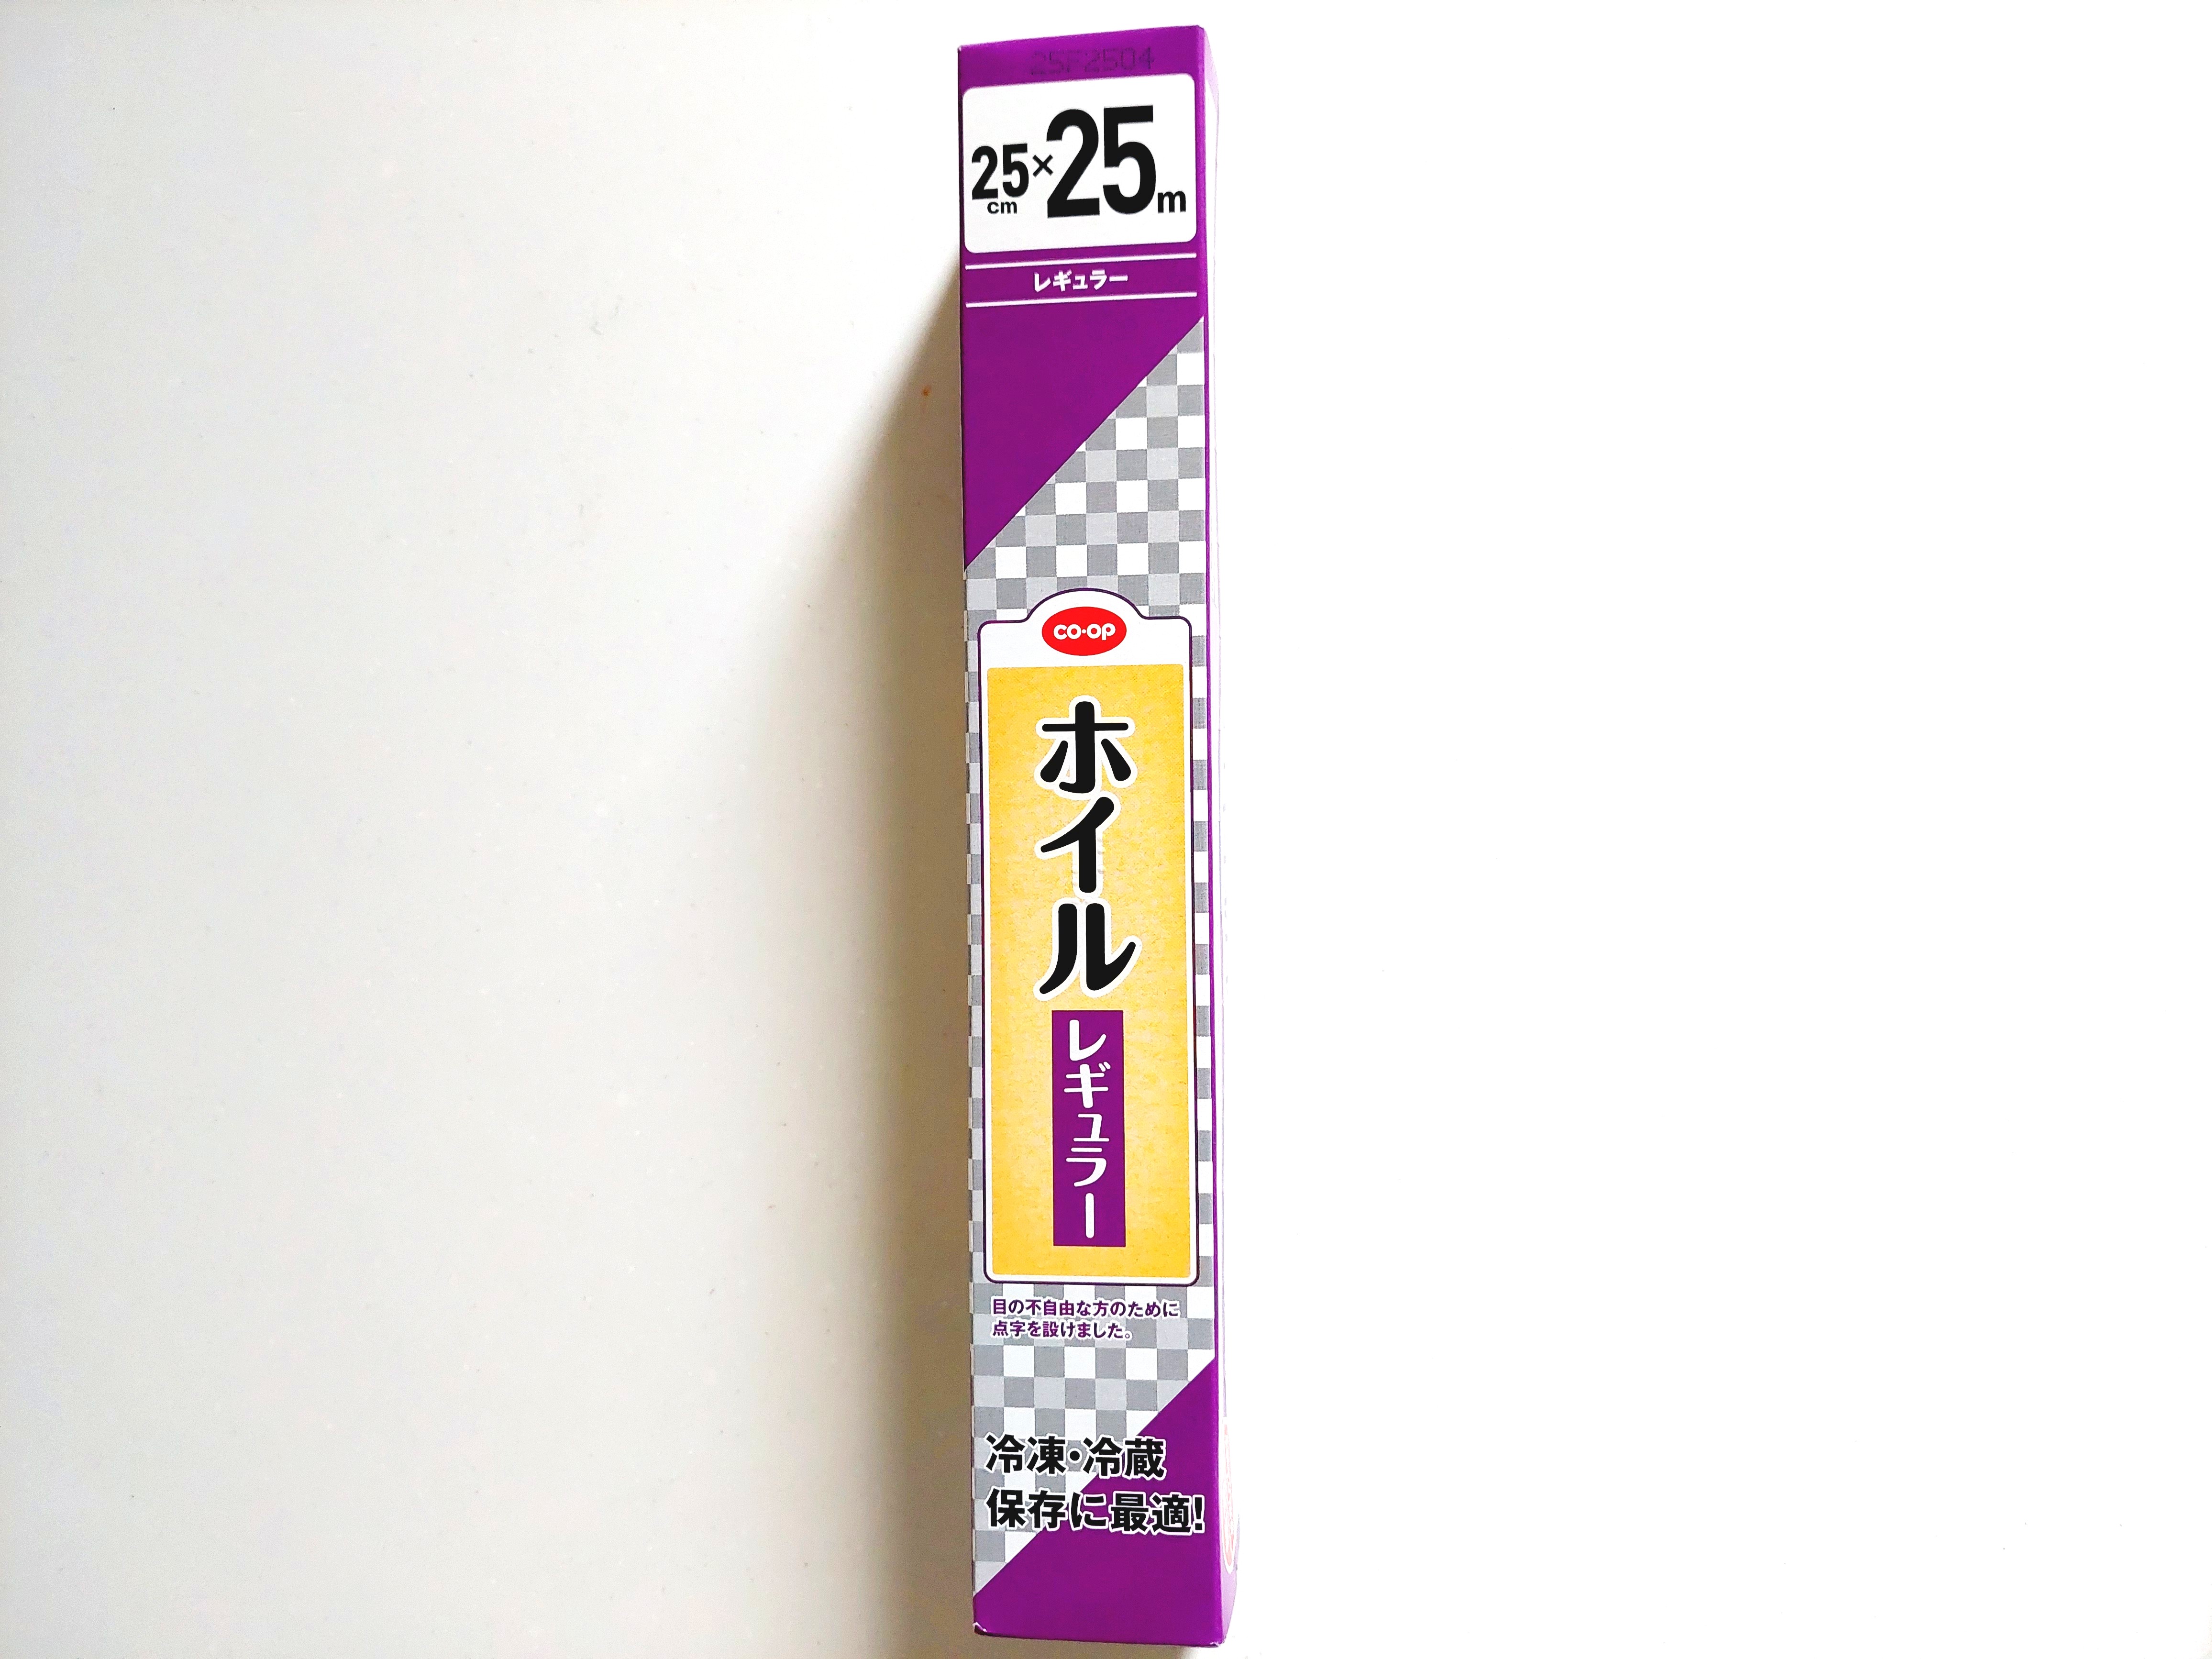 25F2504
25cm×25m
レギュラー
CO·OP
ホイル
レギュラー
目の不自由な方のために
点字を設けました。
冷凍・冷蔵
保存に最適!